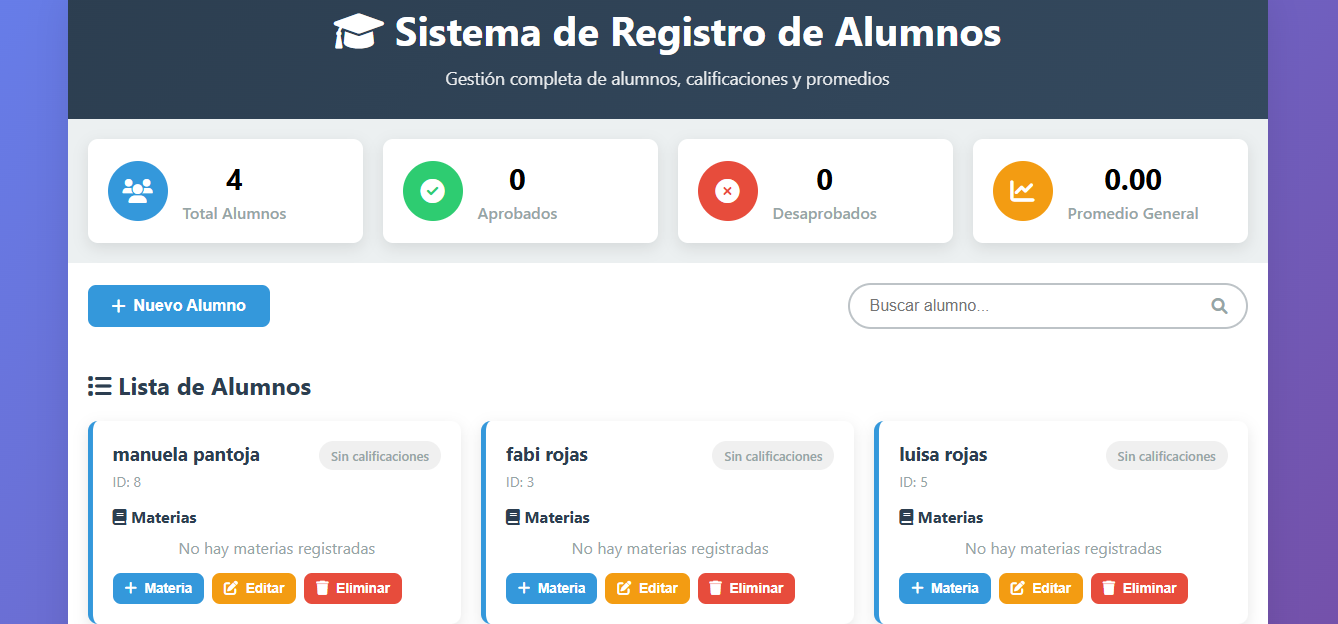 Sistema de Registro de Alumnos
Gestión completa de alumnos, calificaciones y promedios
4
Total Alumnos
0
Aprobados
0
Desaprobados
0.00
Promedio General
+ Nuevo Alumno
Buscar alumno...
Lista de Alumnos
manuela pantoja
Sin calificaciones
ID: 8
Materias
No hay materias registradas
+ Materia
Editar
Eliminar
fabi rojas
Sin calificaciones
ID: 3
Materias
No hay materias registradas
+ Materia
Editar
Eliminar
luisa rojas
Sin calificaciones
ID: 5
Materias
No hay materias registradas
+ Materia
Editar
Eliminar